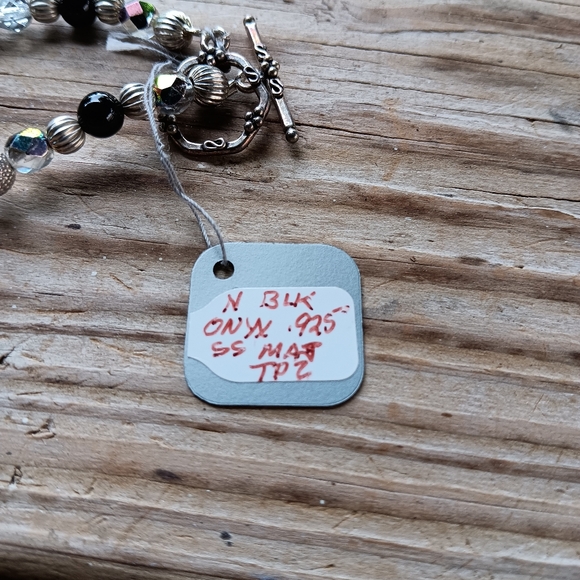 N BLK
ONYX .925
SS MAT
TPZ